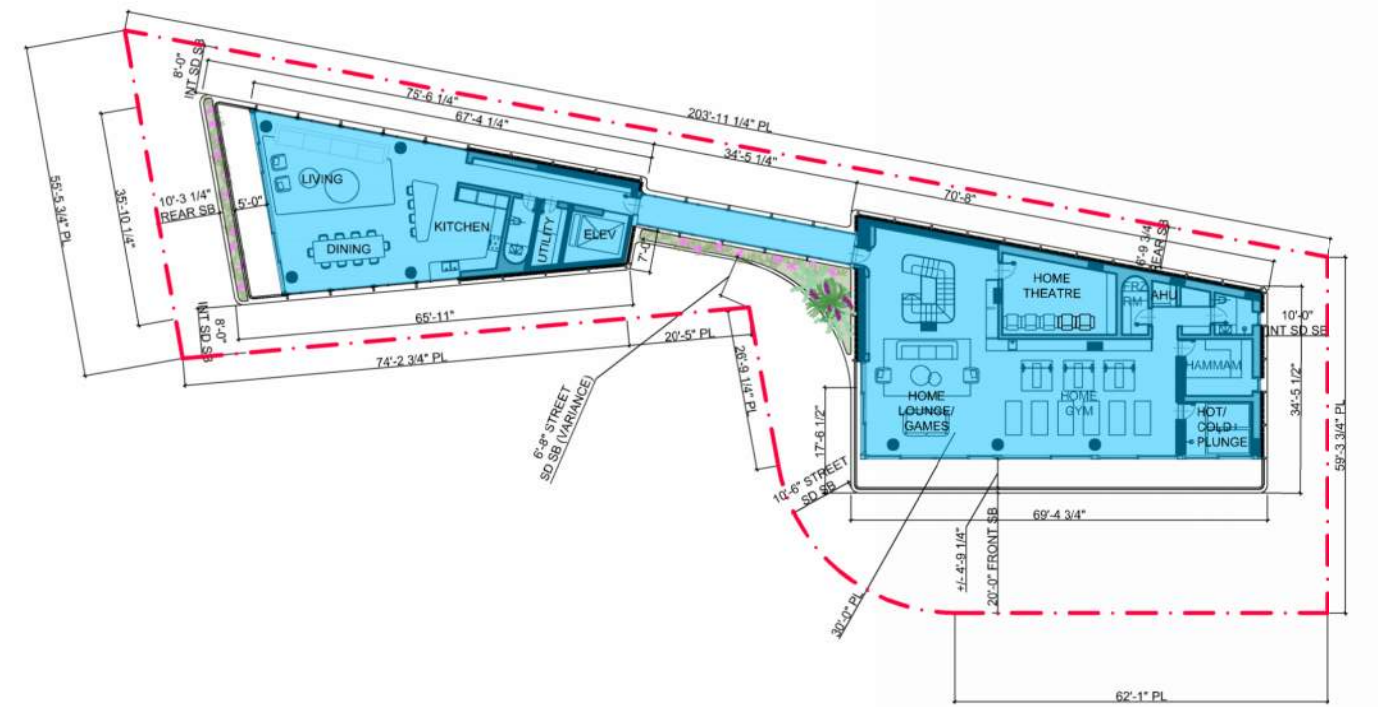 8'-0"
INT SD SB
75'-6 1/4"
67'-4 1/4"
203'-11 1/4" PL
34'-5 1/4"
70'-8"
55'-5 3/4" PL
35'-10 1/4"
10'-3 1/4"
REAR SB
5'-0"
LIVING
DINING
KITCHEN
UTILITY
ELEV
7'-0"
6'-9 3/4"
REAR SB
HOME
THEATRE
FRZ
RM
AHU
10'-0"
INT SD SB
HAMMAM
34'-5 1/2"
HOME
LOUNGE/
GAMES
HOME
GYM
HOT/
COLD
PLUNGE
INT SD SB
8'-0"
65'-11"
74'-2 3/4" PL
20'-5" PL
26'-9 1/4" PL
6'-8" STREET
SD SB (VARIANCE)
17'-6 1/2"
10'-6" STREET
SD SB
69'-4 3/4"
+/- 4'-9 1/4"
20'-0" FRONT SB
30'-0" PL
59'-3 3/4" PL
62'-1" PL